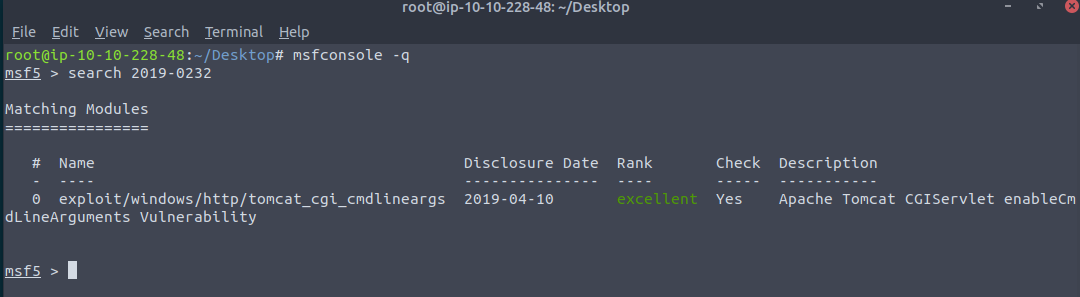 root@ip-10-10-228-48: ~/Desktop
File Edit View Search Terminal Help
root@ip-10-10-228-48:~/Desktop# msfconsole -q
msf5 > search 2019-0232
Matching Modules
================
# Name Disclosure Date Rank Check Description
- ---- --------------- ---- ----- -----------
0 exploit/windows/http/tomcat_cgi_cmdlineargs 2019-04-10 excellent Yes Apache Tomcat CGIServlet enableCm
dLineArguments Vulnerability
msf5 >